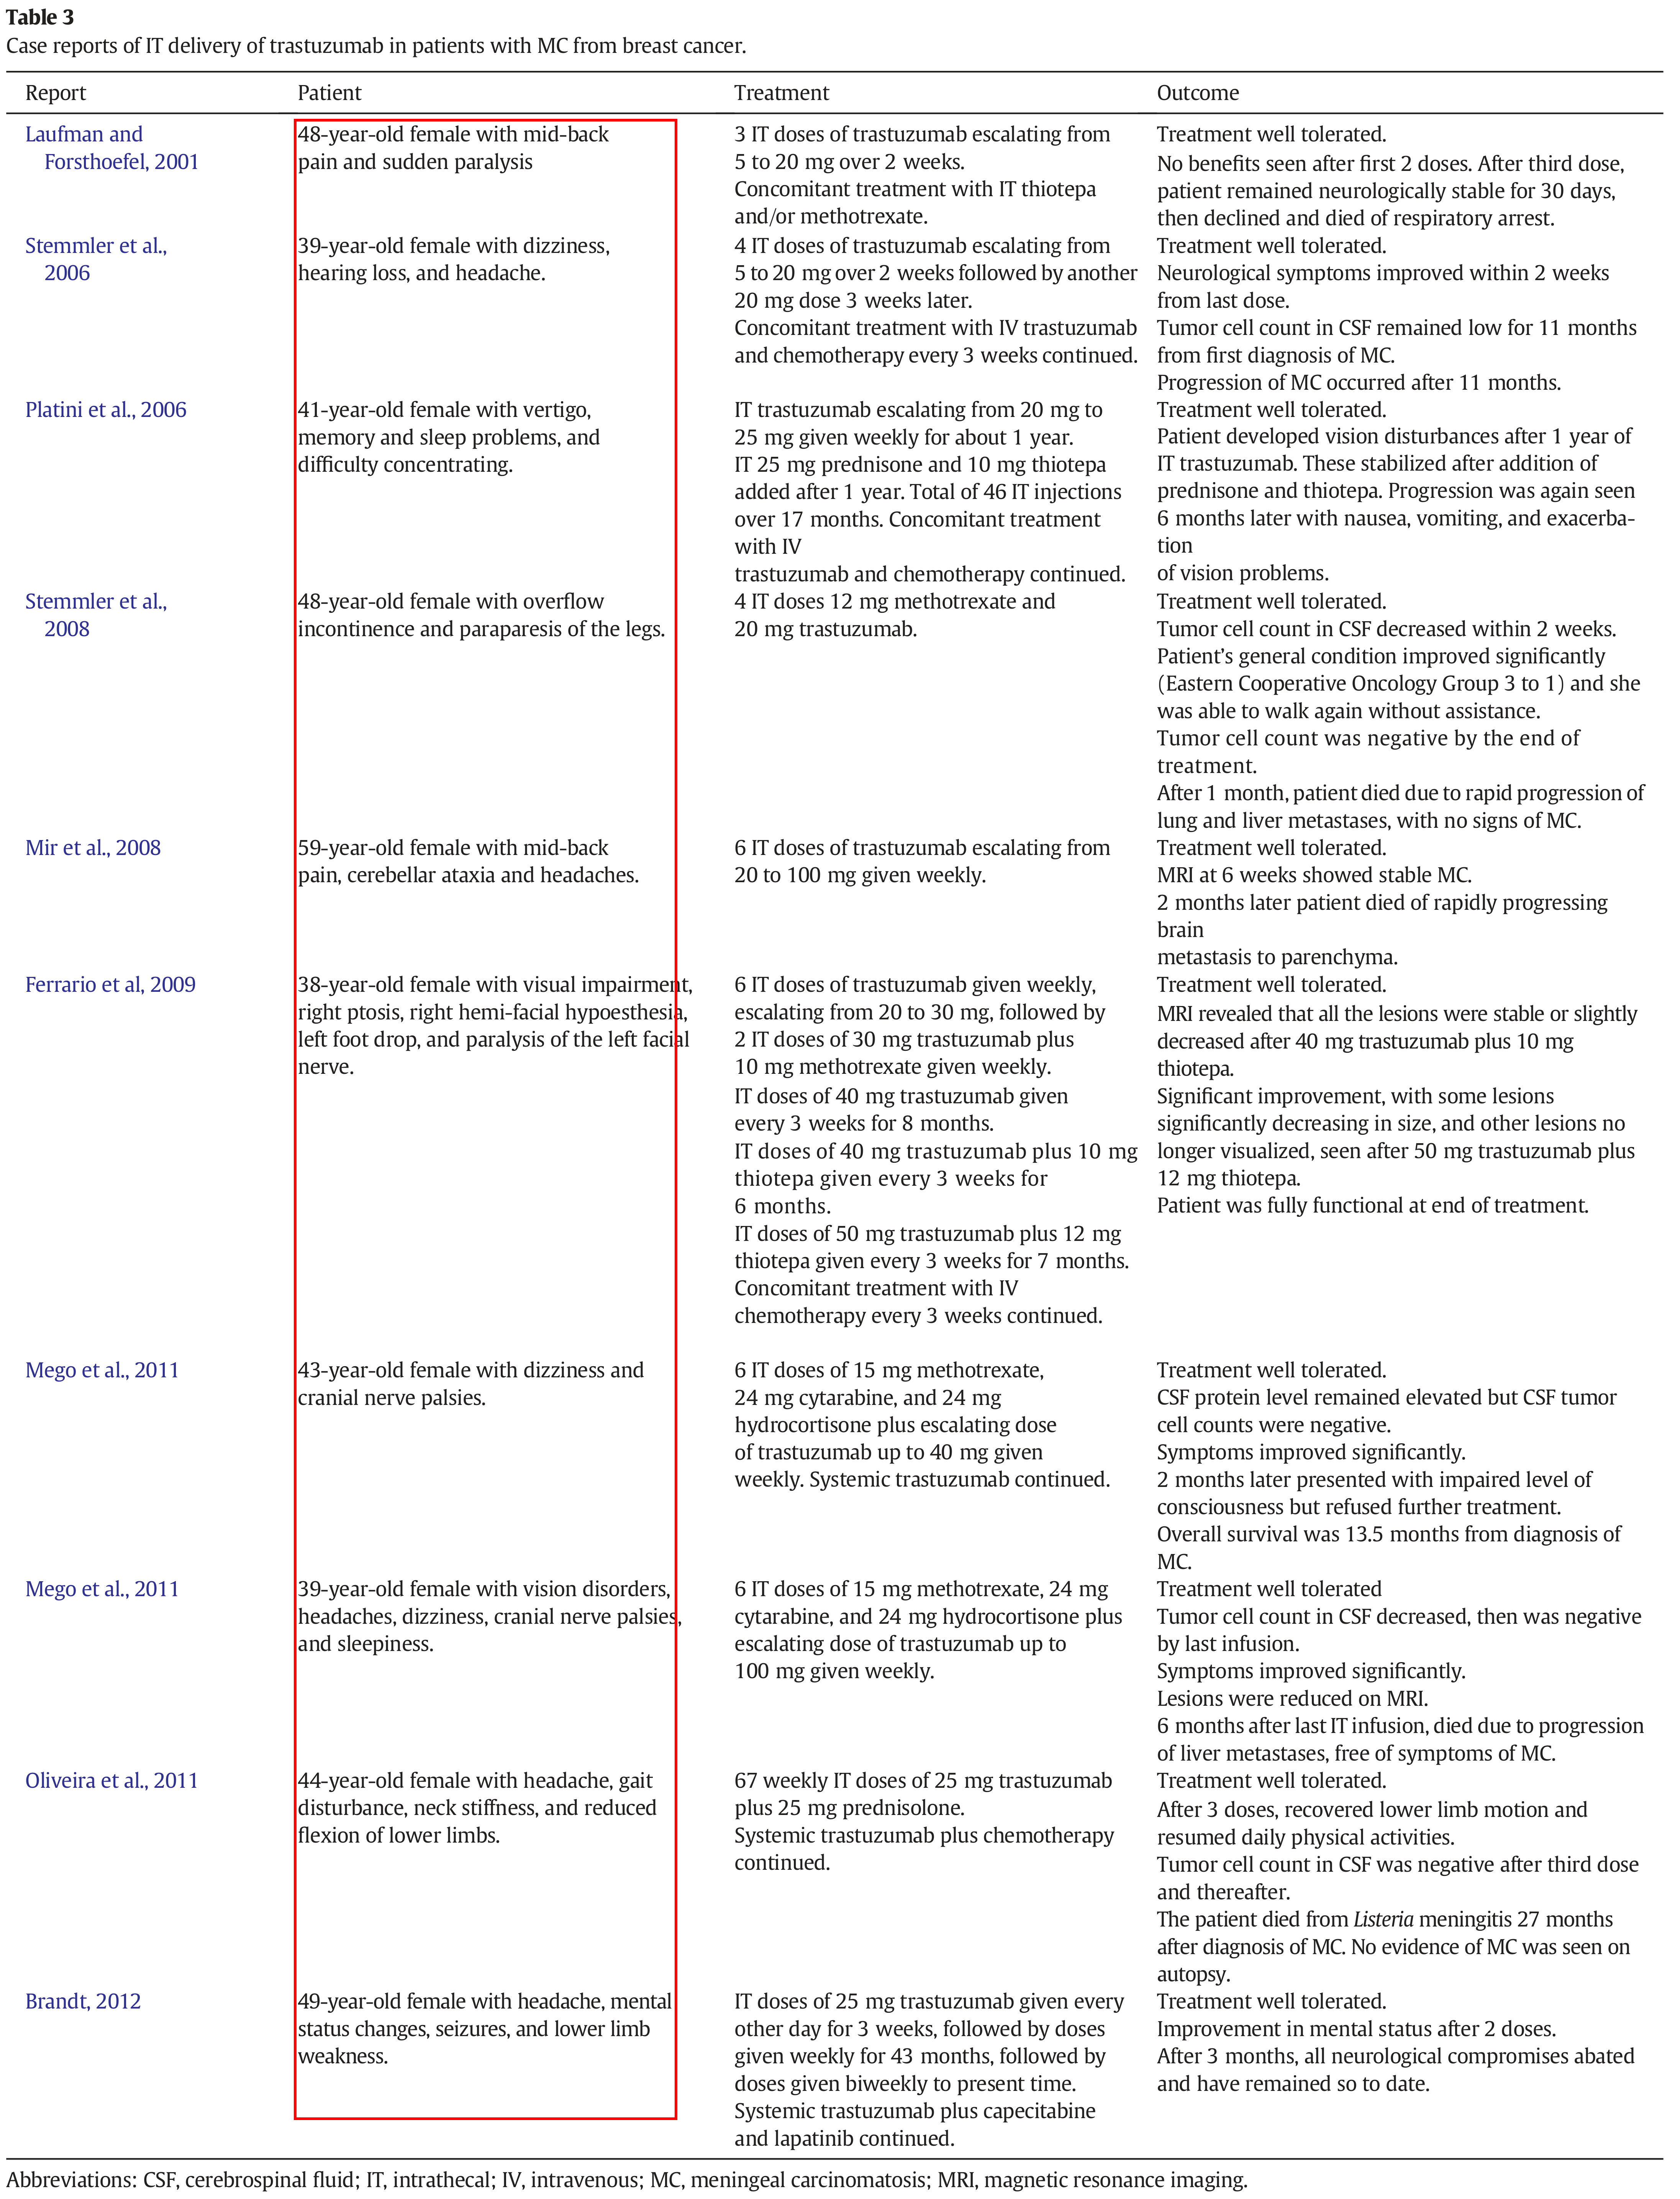 Table 3
Case reports of IT delivery of trastuzumab in patients with MC from breast cancer.
Report Patient Treatment Outcome
Laufman and
Forsthoefel, 2001
48-year-old female with mid-back
pain and sudden paralysis
3 IT doses of trastuzumab escalating from
5 to 20 mg over 2 weeks.
Concomitant treatment with IT thiotepa
and/or methotrexate.
Treatment well tolerated.
No benefits seen after first 2 doses. After third dose,
patient remained neurologically stable for 30 days,
then declined and died of respiratory arrest.
Stemmler et al.,
2006
39-year-old female with dizziness,
hearing loss, and headache.
4 IT doses of trastuzumab escalating from
5 to 20 mg over 2 weeks followed by another
20 mg dose 3 weeks later.
Concomitant treatment with IV trastuzumab
and chemotherapy every 3 weeks continued.
Treatment well tolerated.
Neurological symptoms improved within 2 weeks
from last dose.
Tumor cell count in CSF remained low for 11 months
from first diagnosis of MC.
Progression of MC occurred after 11 months.
Platini et al., 2006
41-year-old female with vertigo,
memory and sleep problems, and
difficulty concentrating.
IT trastuzumab escalating from 20 mg to
25 mg given weekly for about 1 year.
IT 25 mg prednisone and 10 mg thiotepa
added after 1 year. Total of 46 IT injections
over 17 months. Concomitant treatment
with IV
trastuzumab and chemotherapy continued.
Treatment well tolerated.
Patient developed vision disturbances after 1 year of
IT trastuzumab. These stabilized after addition of
prednisone and thiotepa. Progression was again seen
6 months later with nausea, vomiting, and exacerba-
tion
of vision problems.
Stemmler et al.,
2008
48-year-old female with overflow
incontinence and paraparesis of the legs.
4 IT doses 12 mg methotrexate and
20 mg trastuzumab.
Treatment well tolerated.
Tumor cell count in CSF decreased within 2 weeks.
Patient's general condition improved significantly
(Eastern Cooperative Oncology Group 3 to 1) and she
was able to walk again without assistance.
Tumor cell count was negative by the end of
treatment.
After 1 month, patient died due to rapid progression of
lung and liver metastases, with no signs of MC.
Mir et al., 2008
59-year-old female with mid-back
pain, cerebellar ataxia and headaches.
6 IT doses of trastuzumab escalating from
20 to 100 mg given weekly.
Treatment well tolerated.
MRI at 6 weeks showed stable MC.
2 months later patient died of rapidly progressing
brain
metastasis to parenchyma.
Ferrario et al, 2009
38-year-old female with visual impairment,
right ptosis, right hemi-facial hypoesthesia,
left foot drop, and paralysis of the left facial
nerve.
6 IT doses of trastuzumab given weekly,
escalating from 20 to 30 mg, followed by
2 IT doses of 30 mg trastuzumab plus
10 mg methotrexate given weekly.
IT doses of 40 mg trastuzumab given
every 3 weeks for 8 months.
IT doses of 40 mg trastuzumab plus 10 mg
thiotepa given every 3 weeks for
6 months.
IT doses of 50 mg trastuzumab plus 12 mg
thiotepa given every 3 weeks for 7 months.
Concomitant treatment with IV
chemotherapy every 3 weeks continued.
Treatment well tolerated.
MRI revealed that all the lesions were stable or slightly
decreased after 40 mg trastuzumab plus 10 mg
thiotepa.
Significant improvement, with some lesions
significantly decreasing in size, and other lesions no
longer visualized, seen after 50 mg trastuzumab plus
12 mg thiotepa.
Patient was fully functional at end of treatment.
Mego et al., 2011
43-year-old female with dizziness and
cranial nerve palsies.
6 IT doses of 15 mg methotrexate,
24 mg cytarabine, and 24 mg
hydrocortisone plus escalating dose
of trastuzumab up to 40 mg given
weekly. Systemic trastuzumab continued.
Treatment well tolerated.
CSF protein level remained elevated but CSF tumor
cell counts were negative.
Symptoms improved significantly.
2 months later presented with impaired level of
consciousness but refused further treatment.
Overall survival was 13.5 months from diagnosis of
MC.
Mego et al., 2011
39-year-old female with vision disorders,
headaches, dizziness, cranial nerve palsies,
and sleepiness.
6 IT doses of 15 mg methotrexate, 24 mg
cytarabine, and 24 mg hydrocortisone plus
escalating dose of trastuzumab up to
100 mg given weekly.
Treatment well tolerated
Tumor cell count in CSF decreased, then was negative
by last infusion.
Symptoms improved significantly.
Lesions were reduced on MRI.
6 months after last IT infusion, died due to progression
of liver metastases, free of symptoms of MC.
Oliveira et al., 2011
44-year-old female with headache, gait
disturbance, neck stiffness, and reduced
flexion of lower limbs.
67 weekly IT doses of 25 mg trastuzumab
plus 25 mg prednisolone.
Systemic trastuzumab plus chemotherapy
continued.
Treatment well tolerated.
After 3 doses, recovered lower limb motion and
resumed daily physical activities.
Tumor cell count in CSF was negative after third dose
and thereafter.
The patient died from Listeria meningitis 27 months
after diagnosis of MC. No evidence of MC was seen on
autopsy.
Brandt, 2012
49-year-old female with headache, mental
status changes, seizures, and lower limb
weakness.
IT doses of 25 mg trastuzumab given every
other day for 3 weeks, followed by doses
given weekly for 43 months, followed by
doses given biweekly to present time.
Systemic trastuzumab plus capecitabine
and lapatinib continued.
Treatment well tolerated.
Improvement in mental status after 2 doses.
After 3 months, all neurological compromises abated
and have remained so to date.
Abbreviations: CSF, cerebrospinal fluid; IT, intrathecal; IV, intravenous; MC, meningeal carcinomatosis; MRI, magnetic resonance imaging.